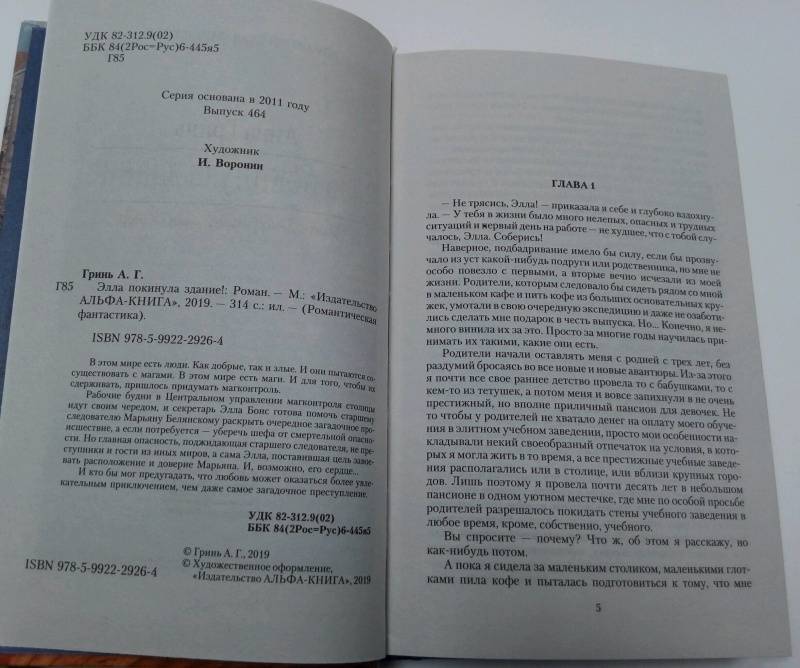 УДК 82-312.9(02)
ББК 84(2Рос=Рус)6-445я5
Г85
Серия основана в 2011 году
Выпуск 464
Художник
И. Воронин
Гринь А. Г.
Г85 Элла покинула здание!: Роман. — М.: «Издательство
АЛЬФА-КНИГА», 2019. — 314 с.: ил. — (Романтическая
фантастика).
ISBN 978-5-9922-2926-4
В этом мире есть люди. Как добрые, так и злые. И они пытаются со-
существовать с магами. В этом мире есть маги. И для того, чтобы их
сдерживать, пришлось придумать магконтроль.
Рабочие будни в Центральном управлении магконтроля столицы
идут своим чередом, и секретарь Элла Бонс готова помочь старшему
следователю Марьяну Белянскому раскрыть очередное загадочное про-
исшествие, а если потребуется — уберечь шефа от смертельной опасно-
сти. Но главная опасность, поджидающая старшего следователя, не пре-
ступники и гости из иных миров, а сама Элла, поставившая цель завое-
вать расположение и доверие Марьяна. И, возможно, его сердце...
И кто бы мог предугадать, что любовь может оказаться более увле-
кательным приключением, чем даже самое загадочное преступление.
УДК 82-312.9(02)
ББК 84(2Рос=Рус)6-445я5
© Гринь А. Г., 2019
© Художественное оформление,
«Издательство АЛЬФА-КНИГА», 2019
ISBN 978-5-9922-2926-4
ГЛАВА 1
— Не трясись, Элла! — приказала я себе и глубоко вздохну-
ла. — У тебя в жизни было много нелепых, опасных и трудных
ситуаций и первый день на работе — не худшее, что с тобой слу-
чалось, Элла. Соберись!
Наверное, подбадривание имело бы силу, если бы прозву-
чало из уст какой-нибудь подруги или родственника, но мне не
особо повезло с первыми, а вторые вечно исчезали из моей
жизни. Родители, которым следовало бы сидеть рядом со мной
в маленьком кафе и пить кофе из больших основательных кру-
жек, умотали в свою очередную экспедицию и даже не озаботи-
лись сделать мне подарок в честь выпуска. Но... Конечно, я не-
много винила их за это. Просто за многие годы научилась при-
нимать их такими, какие они есть.
Родители начали оставлять меня с родней с трех лет, без
раздумий бросаясь во все новые и новые авантюры. Из-за этого
я почти все свое раннее детство провела то с бабушками, то с
кем-то из тетушек, а потом меня и вовсе запихнули в не очень
престижный, но вполне приличный пансион для девочек. Не
то чтобы у родителей не хватало денег на оплату моего обуче-
ния в элитном учебном заведении, просто мои особенности на-
кладывали некий своеобразный отпечаток на условия, в кото-
рых я могла жить в то время, а все престижные учебные заведе-
ния располагались или в столице, или вблизи крупных горо-
дов. Лишь поэтому я провела почти десять лет в небольшом
пансионе в одном уютном местечке, где мне по особой просьбе
родителей разрешалось покидать стены учебного заведения в
любое время, кроме, собственно, учебного.
Вы спросите — почему? Что ж, об этом я расскажу, но
как-нибудь потом.
А пока я сидела за маленьким столиком, маленькими глот-
ками пила кофе и пыталась подготовиться к тому, что мне
5